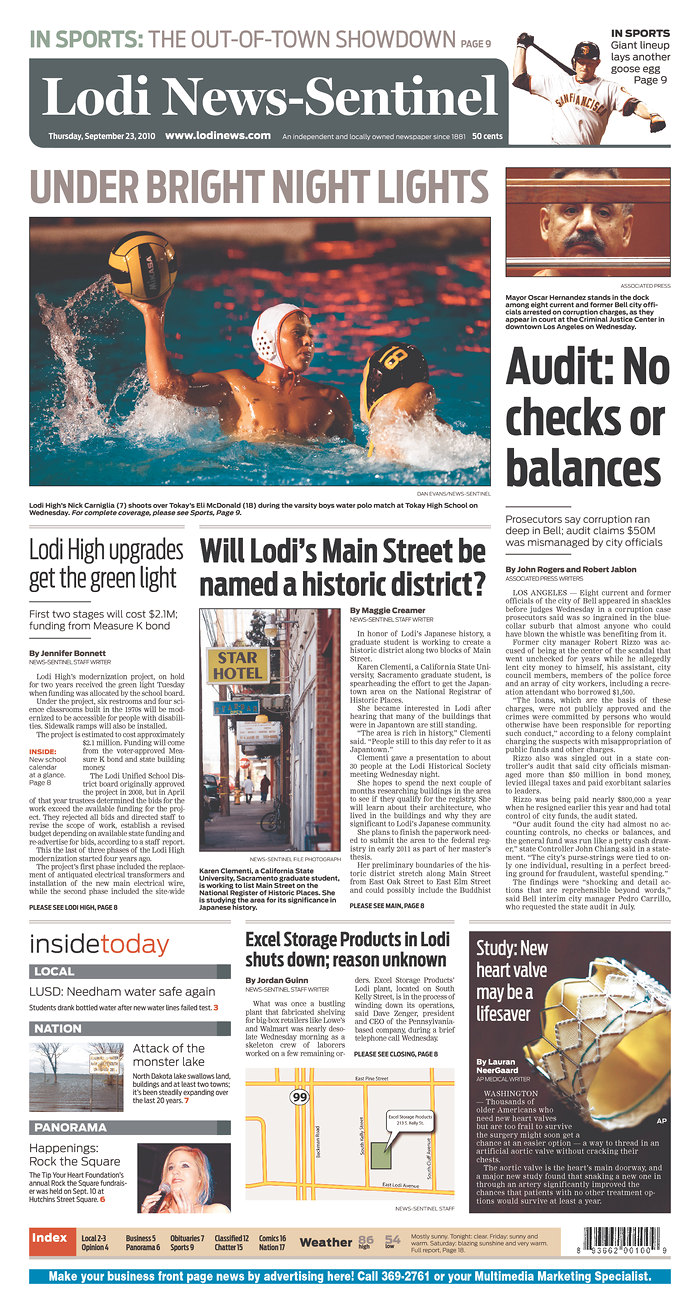 IN SPORTS: THE OUT-OF-TOWN SHOWDOWN PAGE 9
IN SPORTS
Giant lineup
lays another
goose egg
Page 9
Lodi News-Sentinel
Thursday, September 23, 2010 www.lodinews.com An independent and locally owned newspaper since 1881 50 cents
UNDER BRIGHT NIGHT LIGHTS
DAN EVANS/NEWS-SENTINEL
Lodi High's Nick Carniglia (7) shoots over Tokay's Eli McDonald (18) during the varsity boys water polo match at Tokay High School on
Wednesday. For complete coverage, please see Sports, Page 9.
ASSOCIATED PRESS
Mayor Oscar Hernandez stands in the dock
among eight current and former Bell city offi-
cials arrested on corruption charges, as they
appear in court at the Criminal Justice Center in
downtown Los Angeles on Wednesday.
Audit: No
checks or
balances
Prosecutors say corruption ran
deep in Bell; audit claims $50M
was mismanaged by city officials
By John Rogers and Robert Jablon
ASSOCIATED PRESS WRITERS
LOS ANGELES — Eight current and former
officials of the city of Bell appeared in shackles
before judges Wednesday in a corruption case
prosecutors said was so ingrained in the blue-
collar suburb that almost anyone who could
have blown the whistle was benefiting from it.
Former city manager Robert Rizzo was ac-
cused of being at the center of the scandal that
went unchecked for years while he allegedly
lent city money to himself, his assistant, city
council members, members of the police force
and an array of city workers, including a recre-
ation attendant who borrowed $1,500.
"The loans, which are the basis of these
charges, were not publicly approved and the
crimes were committed by persons who would
otherwise have been responsible for reporting
such conduct," according to a felony complaint
charging the suspects with misappropriation of
public funds and other charges.
Rizzo also was singled out in a state con-
troller's audit that said city officials misman-
aged more than $50 million in bond money,
levied illegal taxes and paid exorbitant salaries
to leaders.
Rizzo was being paid nearly $800,000 a year
when he resigned earlier this year and had total
control of city funds, the audit stated.
"Our audit found the city had almost no ac-
counting controls, no checks or balances, and
the general fund was run like a petty cash draw-
er," state Controller John Chiang said in a state-
ment. "The city's purse-strings were tied to on-
ly one individual, resulting in a perfect breed-
ing ground for fraudulent, wasteful spending."
The findings were "shocking and detail ac-
tions that are reprehensible beyond words,"
said Bell interim city manager Pedro Carrillo,
who requested the state audit in July.
Lodi High upgrades
get the green light
First two stages will cost $2.1M;
funding from Measure K bond
By Jennifer Bonnett
NEWS-SENTINEL STAFF WRITER
Lodi High's modernization project, on hold
for two years received the green light Tuesday
when funding was allocated by the school board.
Under the project, six restrooms and four sci-
ence classrooms built in the 1970s will be mod-
ernized to be accessible for people with disabili-
ties. Sidewalk ramps will also be installed.
The project is estimated to cost approximately
$2.1 million. Funding will come
from the voter-approved Mea-
sure K bond and state building
money.
INSIDE:
New school
calendar
at a glance.
Page 8
The Lodi Unified School Dis-
trict board originally approved
the project in 2008, but in April
of that year trustees determined the bids for the
work exceed the available funding for the proj-
ect. They rejected all bids and directed staff to
revise the scope of work, establish a revised
budget depending on available state funding and
re-advertise for bids, according to a staff report.
This the last of three phases of the Lodi High
modernization started four years ago.
The project's first phase included the replace-
ment of antiquated electrical transformers and
installation of the new main electrical wire,
while the second phase included the site-wide
PLEASE SEE LODI HIGH, PAGE 8
Will Lodi's Main Street be
named a historic district?
STAR
HOTEL
NEWS-SENTINEL FILE PHOTOGRAPH
Karen Clementi, a California State
University, Sacramento graduate student,
is working to list Main Street on the
National Register of Historic Places. She
is studying the area for its significance in
Japanese history.
By Maggie Creamer
NEWS-SENTINEL STAFF WRITER
In honor of Lodi's Japanese history, a
graduate student is working to create a
historic district along two blocks of Main
Street.
Karen Clementi, a California State Uni-
versity, Sacramento graduate student, is
spearheading the effort to get the Japan-
town area on the National Registrar of
Historic Places.
She became interested in Lodi after
hearing that many of the buildings that
were in Japantown are still standing.
"The area is rich in history," Clementi
said. "People still to this day refer to it as
Japantown."
Clementi gave a presentation to about
30 people at the Lodi Historical Society
meeting Wednesday night.
She hopes to spend the next couple of
months researching buildings in the area
to see if they qualify for the registry. She
will learn about their architecture, who
lived in the buildings and why they are
significant to Lodi's Japanese community.
She plans to finish the paperwork need-
ed to submit the area to the federal reg-
istry in early 2011 as part of her master's
thesis.
Her preliminary boundaries of the his-
toric district stretch along Main Street
from East Oak Street to East Elm Street
and could possibly include the Buddhist
PLEASE SEE MAIN, PAGE 8
insidetoday
LOCAL
LUSD: Needham water safe again
Students drank bottled water after new water lines failed test. 3
NATION
Attack of the
monster lake
North Dakota lake swallows land,
buildings and at least two towns;
it's been steadily expanding over
the last 20 years. 7
PANORAMA
Happenings:
Rock the Square
The Tip Your Heart Foundation's
annual Rock the Square fundrais-
er was held on Sept. 10 at
Hutchins Street Square. 6
Excel Storage Products in Lodi
shuts down; reason unknown
By Jordan Guinn
NEWS-SENTINEL STAFF WRITER
What was once a bustling
plant that fabricated shelving
for big-box retailers like Lowe's
and Walmart was nearly deso-
late Wednesday morning as a
skeleton crew of laborers
worked on a few remaining or-
ders. Excel Storage Products'
Lodi plant, located on South
Kelly Street, is in the process of
winding down its operations,
said Dave Zenger, president
and CEO of the Pennsylvania-
based company, during a brief
telephone call Wednesday.
PLEASE SEE CLOSING, PAGE 8
East Pine Street
99
Beckman Road
South Kelly Street
Excel Storage Products
213 S. Kelly St.
South Cluff Avenue
East Lodi Avenue
NEWS-SENTINEL STAFF
Study: New
heart valve
may be a
lifesaver
By Lauran
NeerGaard
AP MEDICAL WRITER
AP
WASHINGTON
— Thousands of
older Americans who
need new heart valves
but are too frail to survive
the surgery might soon get a
chance at an easier option — a way to thread in an
artificial aortic valve without cracking their
chests.
The aortic valve is the heart's main doorway, and
a major new study found that snaking a new one in
through an artery significantly improved the
chances that patients with no other treatment op-
tions would survive at least a year.
Index
Local 2-3 Business 5 Obituaries 7 Classified 12 Comics 16
Opinion 4 Panorama 6 Sports 9 Chatter 15 Nation 17
Weather 86 high 54 low
Mostly sunny. Tonight: clear. Friday: sunny and
warm. Saturday: blazing sunshine and very warm.
Full report, Page 18.
8 93662 00100 9
Make your business front page news by advertising here! Call 369-2761 or your Multimedia Marketing Specialist.